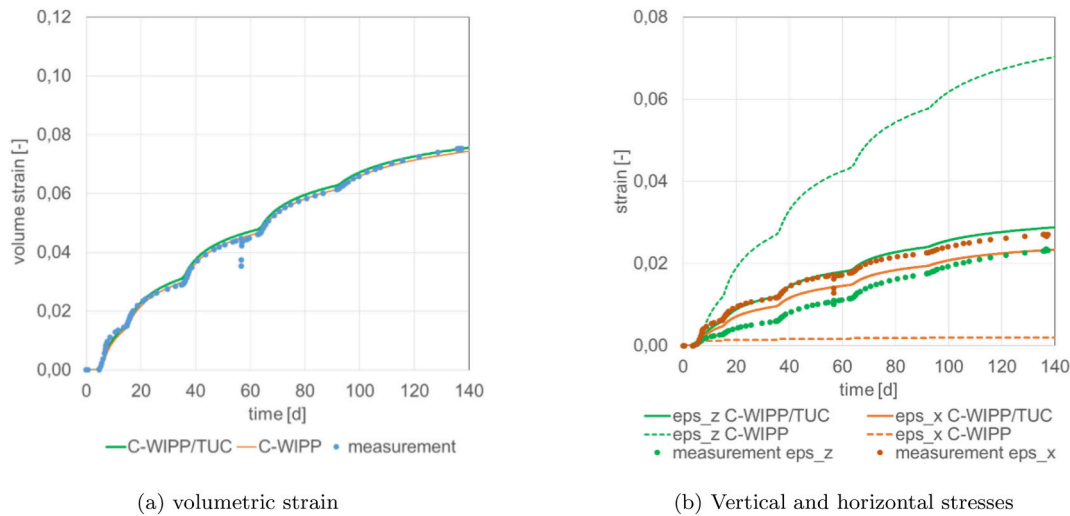 0,12
0,10
0,08
0,06
0,04
0,02
0,00
volume strain [-]
0 20 40 60 80 100 120 140
time [d]
C-WIPP/TUC C-WIPP measurement
(a) volumetric strain
0,08
0,06
0,04
0,02
0,00
strain [-]
0 20 40 60 80 100 120 140
time [d]
eps_z C-WIPP/TUC eps_x C-WIPP/TUC
eps_z C-WIPP eps_x C-WIPP
measurement eps_z measurement eps_x
(b) Vertical and horizontal stresses